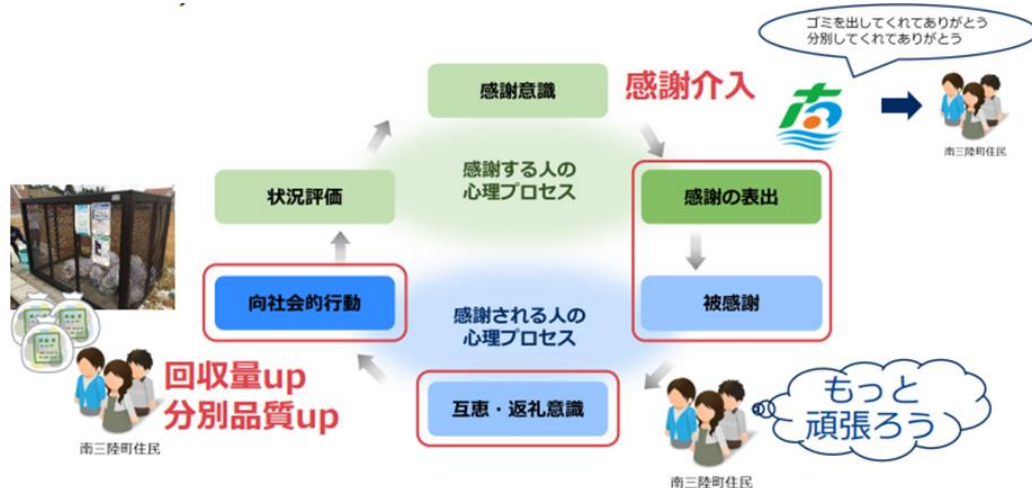 ゴミを出してくれてありがとう
分別してくれてありがとう
感謝意識
感謝介入
南三陸町住民
感謝する人の
心理プロセス
状況評価
感謝の表出
向社会的行動
感謝される人の
心理プロセス
被感謝
回収量up
分別品質up
互恵・返礼意識
もっと
頑張ろう
南三陸町住民
南三陸町住民